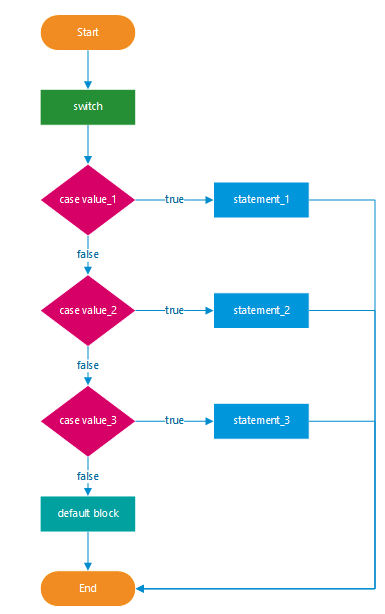 Start
switch
case value_1
true
statement_1
false
case value_2
true
statement_2
false
case value_3
true
statement_3
false
default block
End